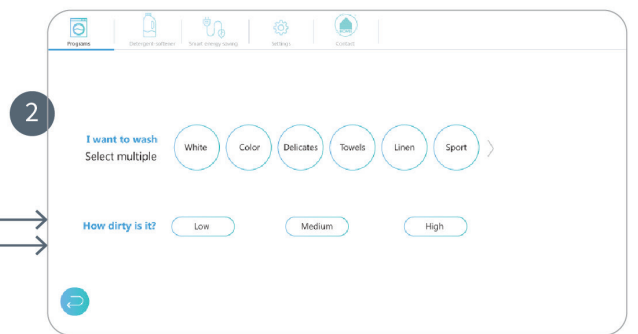 Programs
Detergent softener
Smart energy saving
Settings
Contact
2
I want to wash
Select multiple
White
Color
Delicates
Towels
Linen
Sport
How dirty is it?
Low
Medium
High